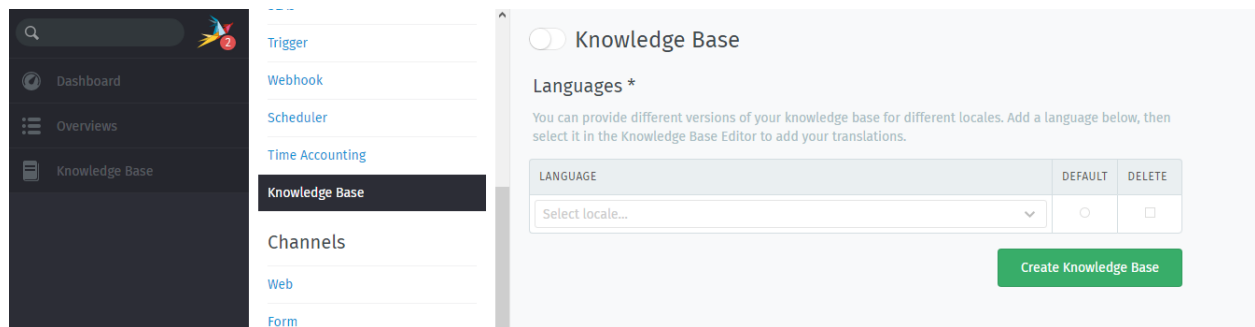 2
Dashboard
Overviews
Knowledge Base
Trigger
Webhook
Scheduler
Time Accounting
Knowledge Base
Channels
Web
Form
Knowledge Base
Languages *
You can provide different versions of your knowledge base for different locales. Add a language below, then
select it in the Knowledge Base Editor to add your translations.
LANGUAGE DEFAULT DELETE
Select locale...
Create Knowledge Base